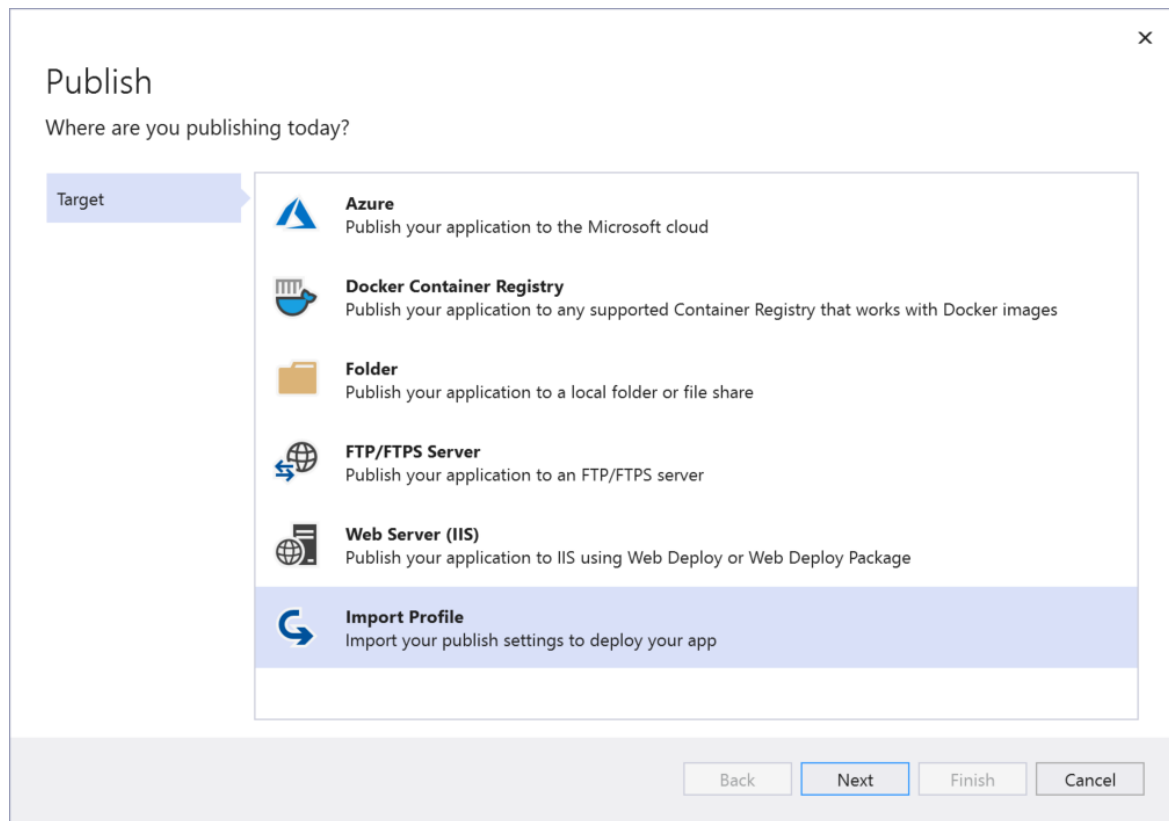 Publish
Where are you publishing today?
Target
Azure
Publish your application to the Microsoft cloud
Docker Container Registry
Publish your application to any supported Container Registry that works with Docker images
Folder
Publish your application to a local folder or file share
FTP/FTPS Server
Publish your application to an FTP/FTPS server
Web Server (IIS)
Publish your application to IIS using Web Deploy or Web Deploy Package
Import Profile
Import your publish settings to deploy your app
Back Next Finish Cancel